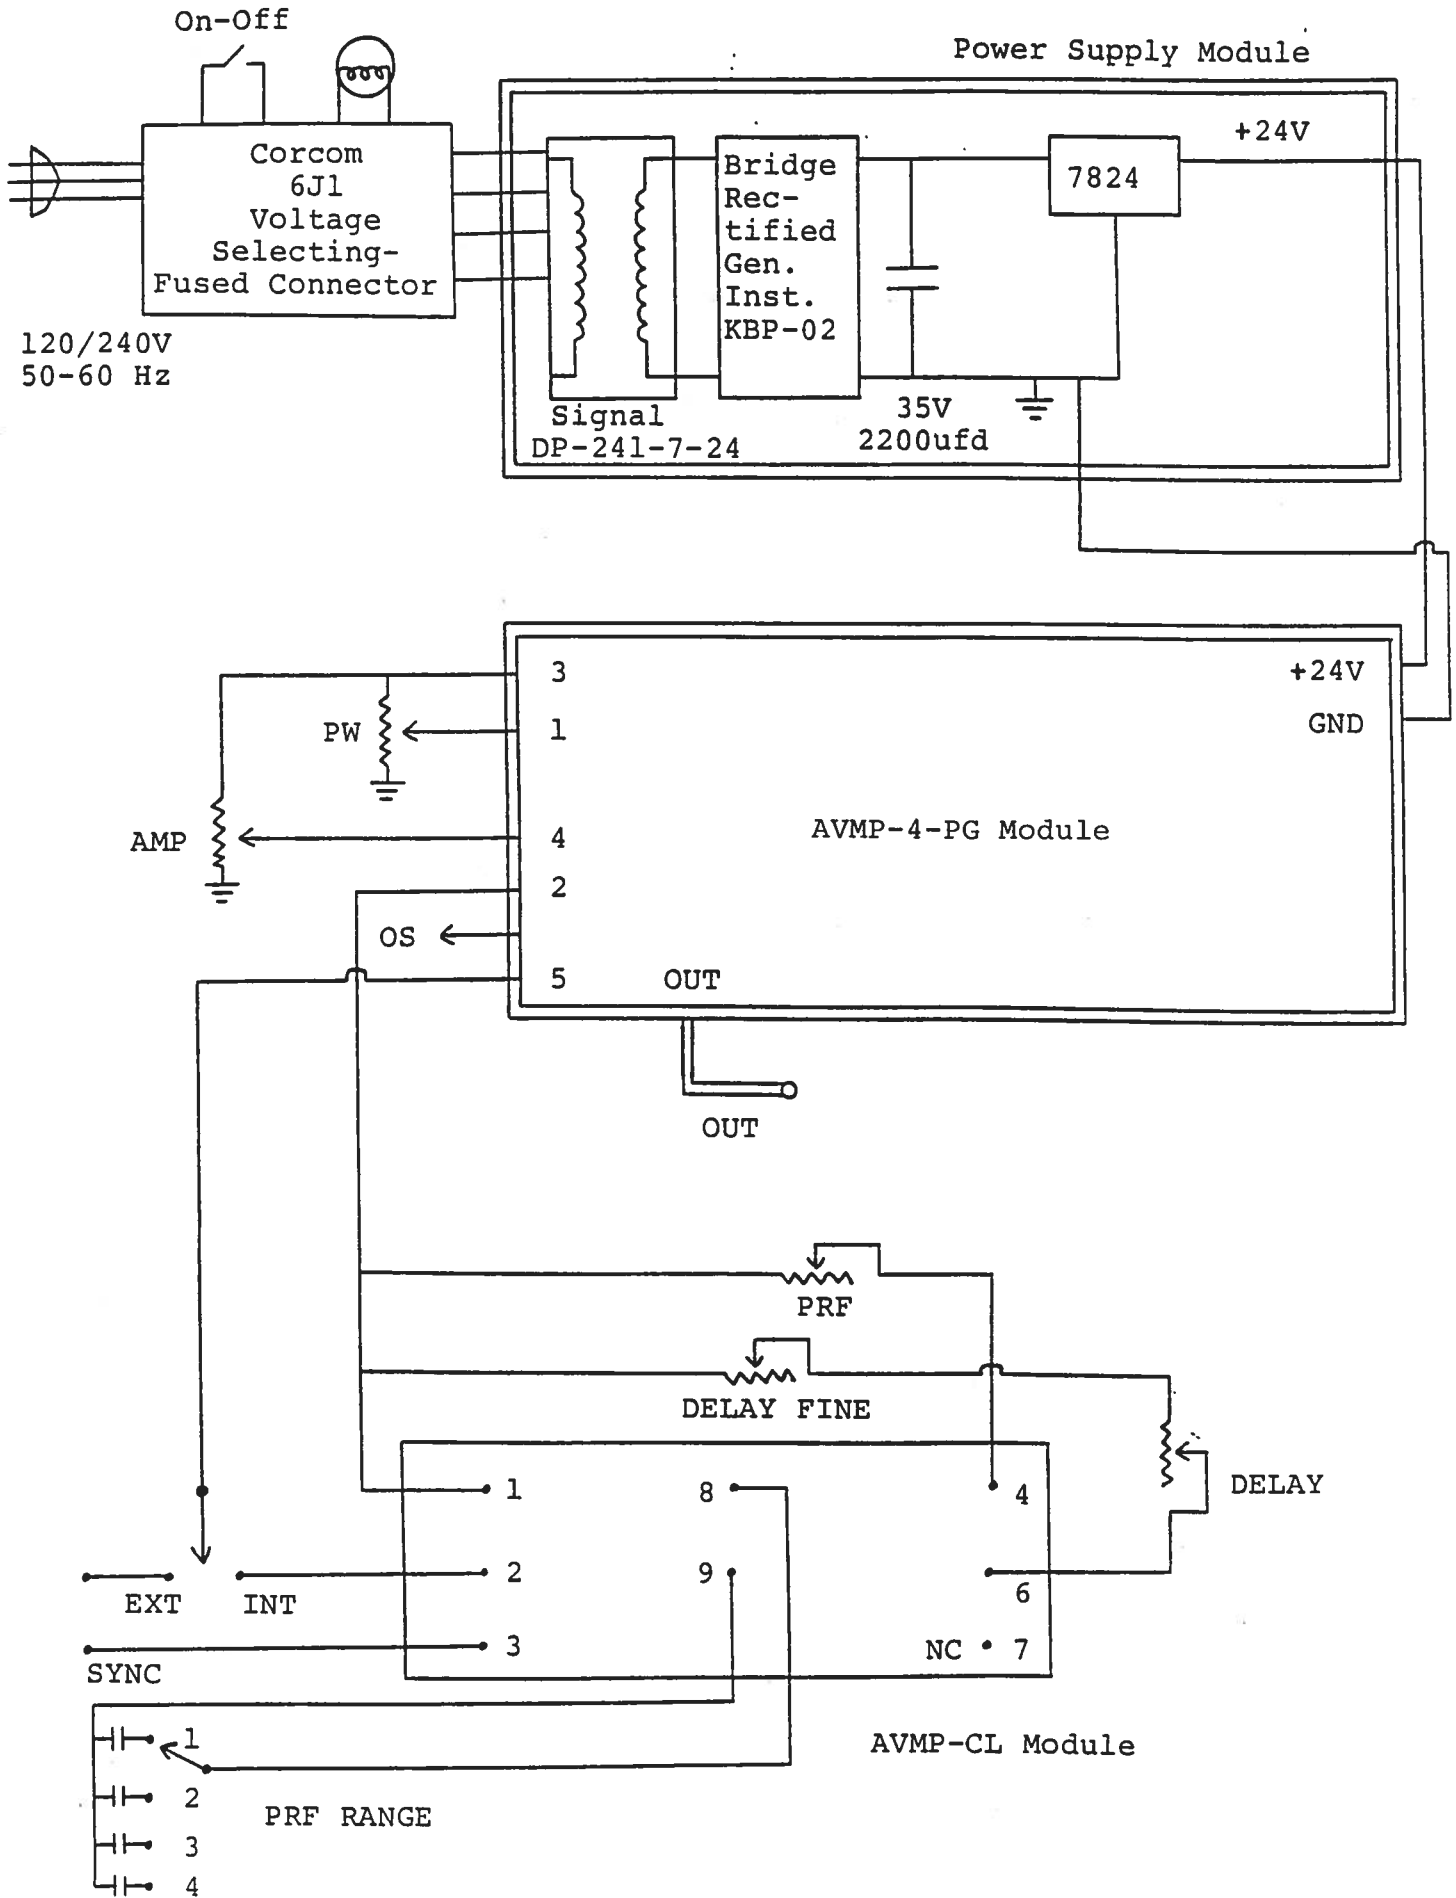 On-Off
Power Supply Module
Corcom
6J1
Voltage
Selecting-
Fused Connector
120/240V
50-60 Hz
Signal
DP-241-7-24
Bridge
Rec-
tified
Gen.
Inst.
KBP-02
35V
2200ufd
7824
+24V
3
PW
1
AMP
4
2
OS
5
OUT
AVMP-4-PG Module
+24V
GND
OUT
PRF
DELAY FINE
DELAY
1
8
4
2
9
6
EXT
INT
3
NC
7
SYNC
AVMP-CL Module
1
2
PRF RANGE
3
4